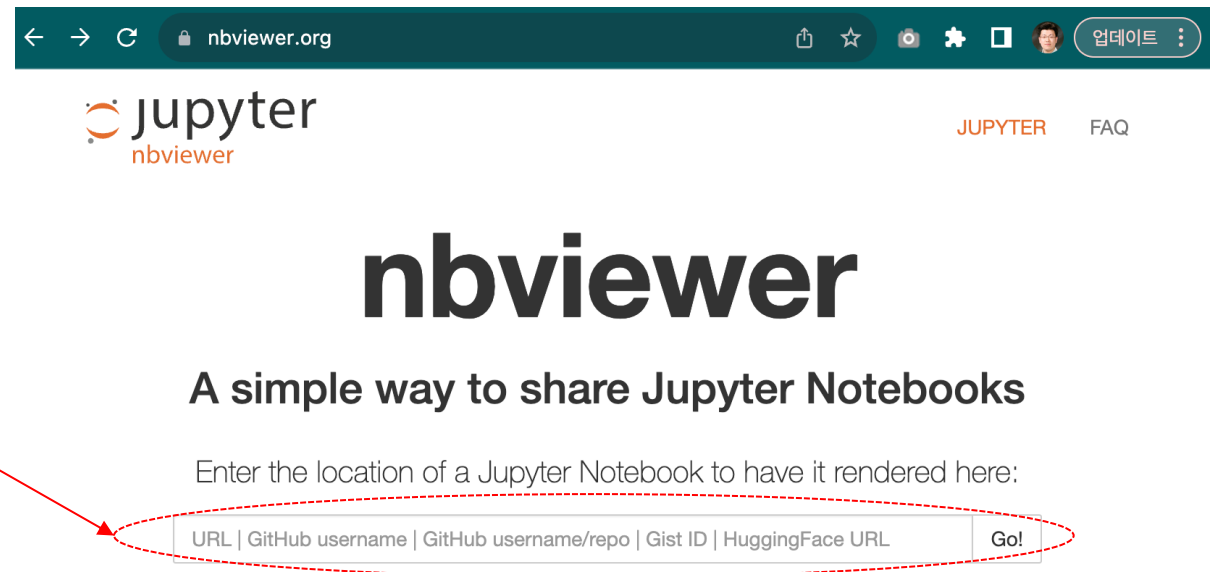 nbviewer.org
업데이트
jupyter
nbviewer
JUPYTER FAQ
nbviewer
A simple way to share Jupyter Notebooks
Enter the location of a Jupyter Notebook to have it rendered here:
URL | GitHub username | GitHub username/repo | Gist ID | HuggingFace URL Go!